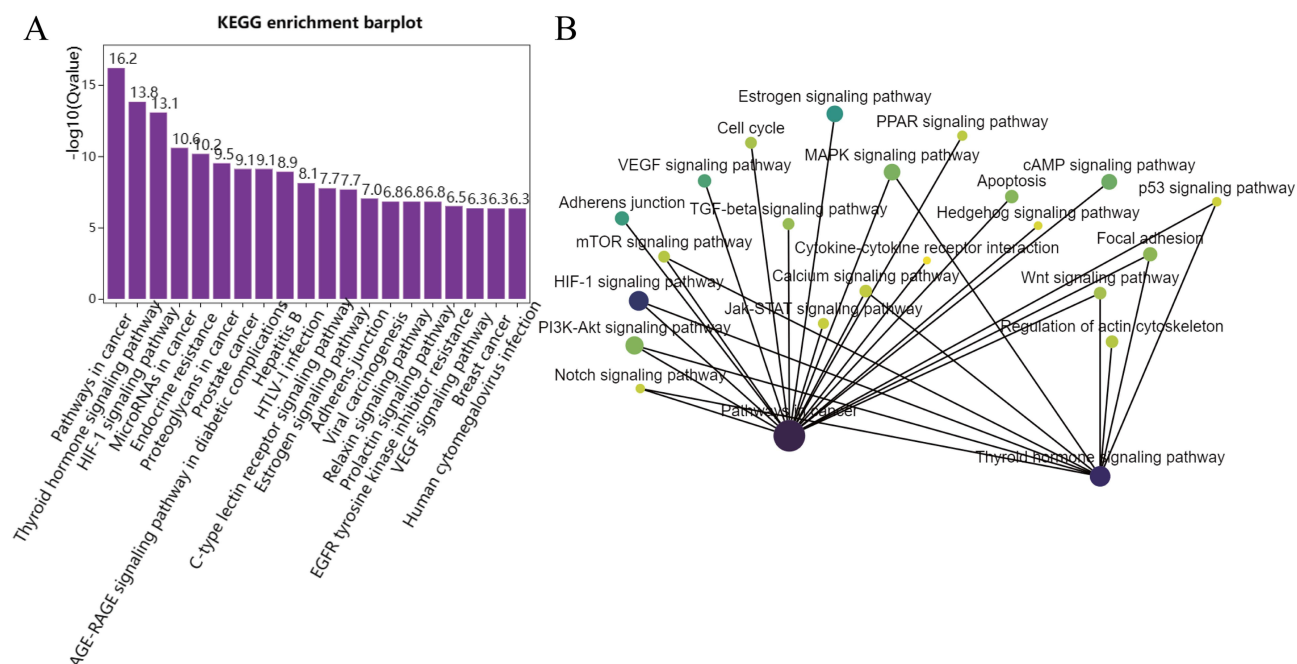 A
KEGG enrichment barplot
-log10(Qvalue)
15
10
5
0
16.2
13.8
13.1
10.6
10.2
9.5
9.1
9.1
8.9
8.1
7.7
7.7
7.0
6.8
6.8
6.8
6.5
6.3
6.3
6.3
Pathways in cancer
Thyroid hormone signaling pathway
HIF-1 signaling pathway
MicroRNAs in cancer
Endocrine resistance
Proteoglycans in cancer
Prostate cancer
AGE-RAGE signaling pathway in diabetic complications
Hepatitis B
HTLV-I infection
C-type lectin receptor signaling pathway
Estrogen signaling pathway
Adherens junction
Viral carcinogenesis
Relaxin signaling pathway
Prolactin signaling pathway
EGFR tyrosine kinase inhibitor resistance
VEGF signaling pathway
Breast cancer
Human cytomegalovirus infection
B
Estrogen signaling pathway
Cell cycle
PPAR signaling pathway
VEGF signaling pathway
MAPK signaling pathway
cAMP signaling pathway
Apoptosis
p53 signaling pathway
Adherens junction
TGF-beta signaling pathway
Hedgehog signaling pathway
mTOR signaling pathway
Cytokine-cytokine receptor interaction
Focal adhesion
HIF-1 signaling pathway
Calcium signaling pathway
Wnt signaling pathway
Jak-STAT signaling pathway
PI3K-Akt signaling pathway
Regulation of actin cytoskeleton
Notch signaling pathway
Pathways in cancer
Thyroid hormone signaling pathway